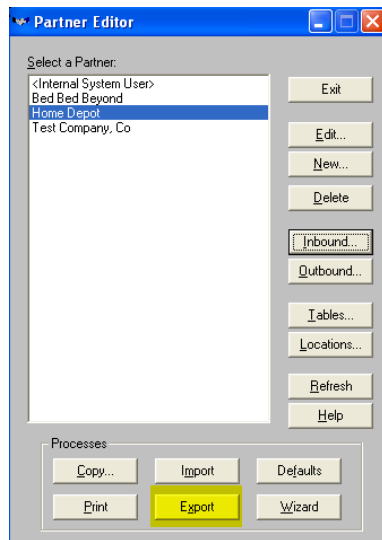 Partner Editor
Select a Partner:
<Internal System User>
Bed Bed Beyond
Home Depot
Test Company, Co
Exit
Edit...
New...
Delete
Inbound...
Outbound...
Tables...
Locations...
Refresh
Help
Processes
Copy... Import Defaults
Print Export Wizard